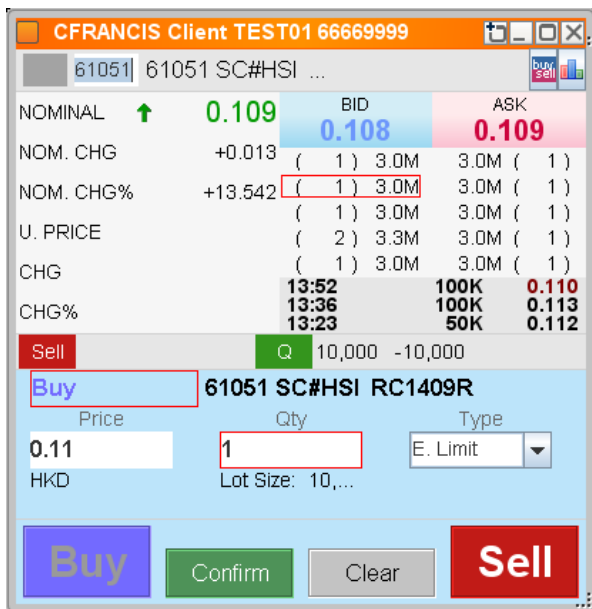 CFRANCIS Client TEST01 66669999
61051 61051 SC#HSI ... buy sell
NOMINAL 0.109 BID ASK
0.108 0.109
NOM. CHG +0.013 ( 1 ) 3.0M 3.0M ( 1 )
NOM. CHG% +13.542 ( 1 ) 3.0M 3.0M ( 1 )
( 1 ) 3.0M 3.0M ( 1 )
U. PRICE ( 2 ) 3.3M 3.0M ( 1 )
CHG ( 1 ) 3.0M 3.0M ( 1 )
13:52 100K 0.110
CHG% 13:36 100K 0.113
13:23 50K 0.112
Sell Q 10,000 -10,000
Buy 61051 SC#HSI RC1409R
Price Qty Type
0.11 1 E. Limit
HKD Lot Size: 10,...
Buy Confirm Clear Sell